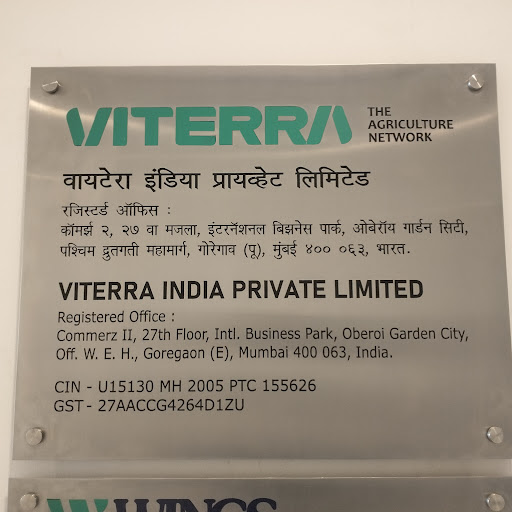 VITERRA THE AGRICULTURE NETWORK
वायटेरा इंडिया प्रायव्हेट लिमिटेड
रजिस्टर्ड ऑफिस :
कॉमर्झ २, २७ वा मजला, इंटरनॅशनल बिझनेस पार्क, ओबेरॉय गार्डन सिटी,
पश्चिम द्रुतगती महामार्ग, गोरेगाव (पू), मुंबई ४०० ०६३, भारत.
VITERRA INDIA PRIVATE LIMITED
Registered Office :
Commerz II, 27th Floor, Intl. Business Park, Oberoi Garden City,
Off. W. E. H., Goregaon (E), Mumbai 400 063, India.
CIN - U15130 MH 2005 PTC 155626
GST - 27AACCG4264D1ZU
WINGS